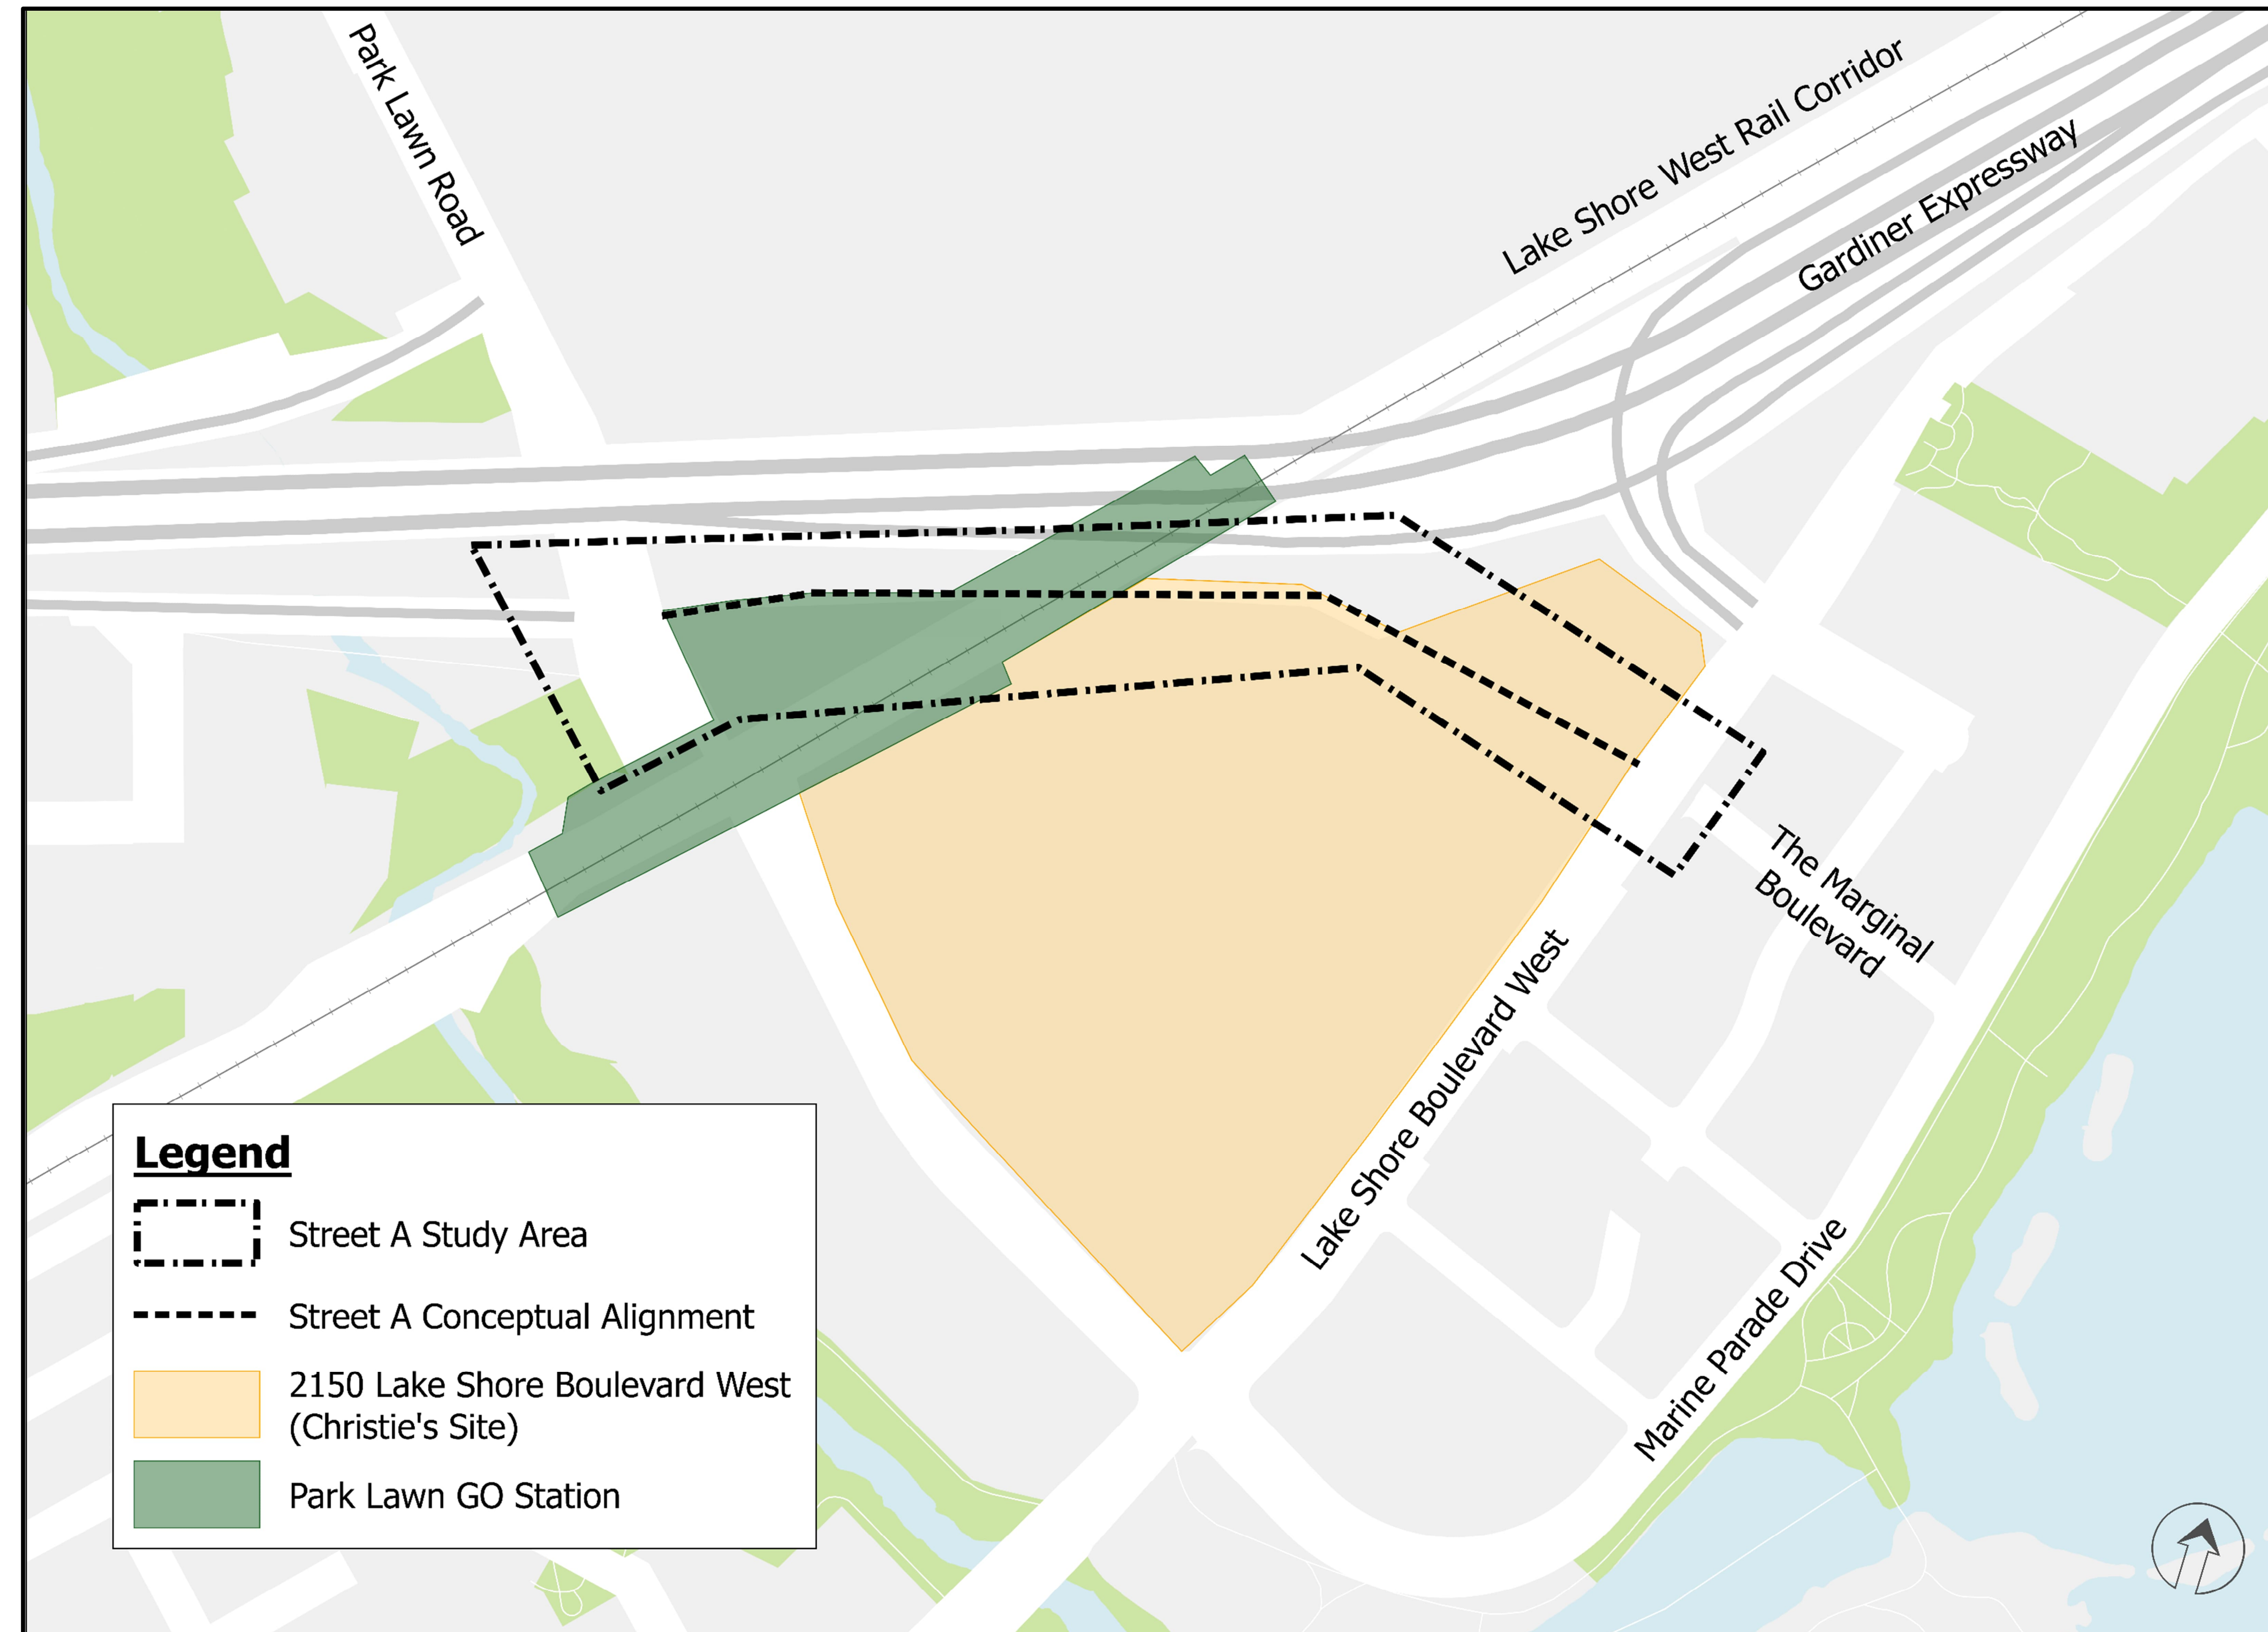 Park Lawn Road
Lake Shore West Rail Corridor
Gardiner Expressway
The Marginal
Boulevard
Lake Shore Boulevard West
Marine Parade Drive
Legend
Street A Study Area
Street A Conceptual Alignment
2150 Lake Shore Boulevard West
(Christie's Site)
Park Lawn GO Station